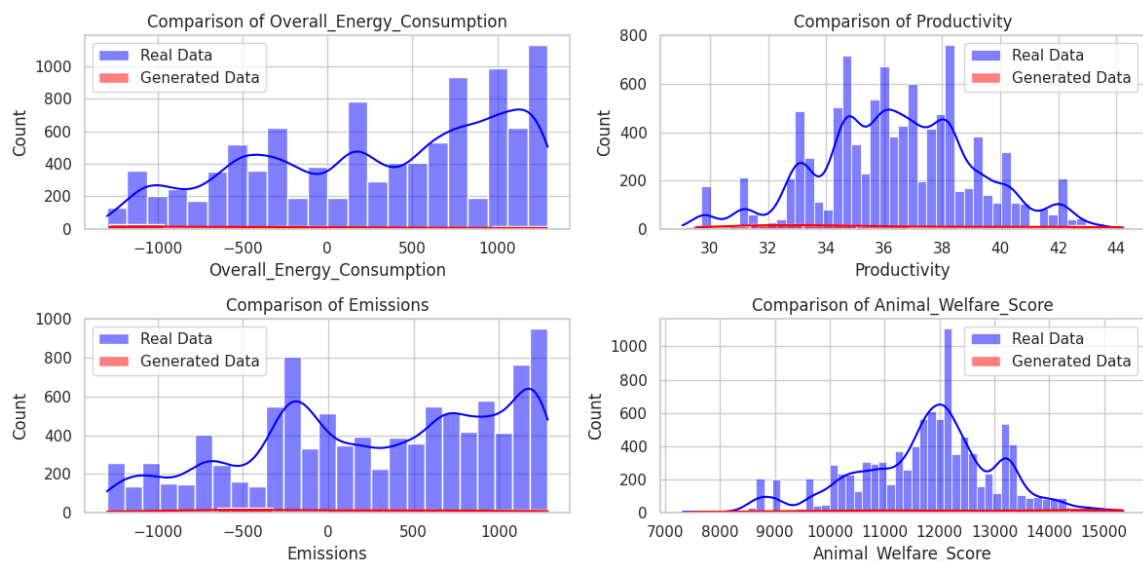 Comparison of Overall_Energy_Consumption
Count
1000
800
600
400
200
0
Real Data
Generated Data
−1000
−500
0
500
1000
Overall_Energy_Consumption
Comparison of Productivity
Count
800
600
400
200
0
Real Data
Generated Data
30
32
34
36
38
40
42
44
Productivity
Comparison of Emissions
Count
1000
800
600
400
200
0
Real Data
Generated Data
−1000
−500
0
500
1000
Emissions
Comparison of Animal_Welfare_Score
Count
1000
800
600
400
200
0
Real Data
Generated Data
7000
8000
9000
10000
11000
12000
13000
14000
15000
Animal_Welfare_Score